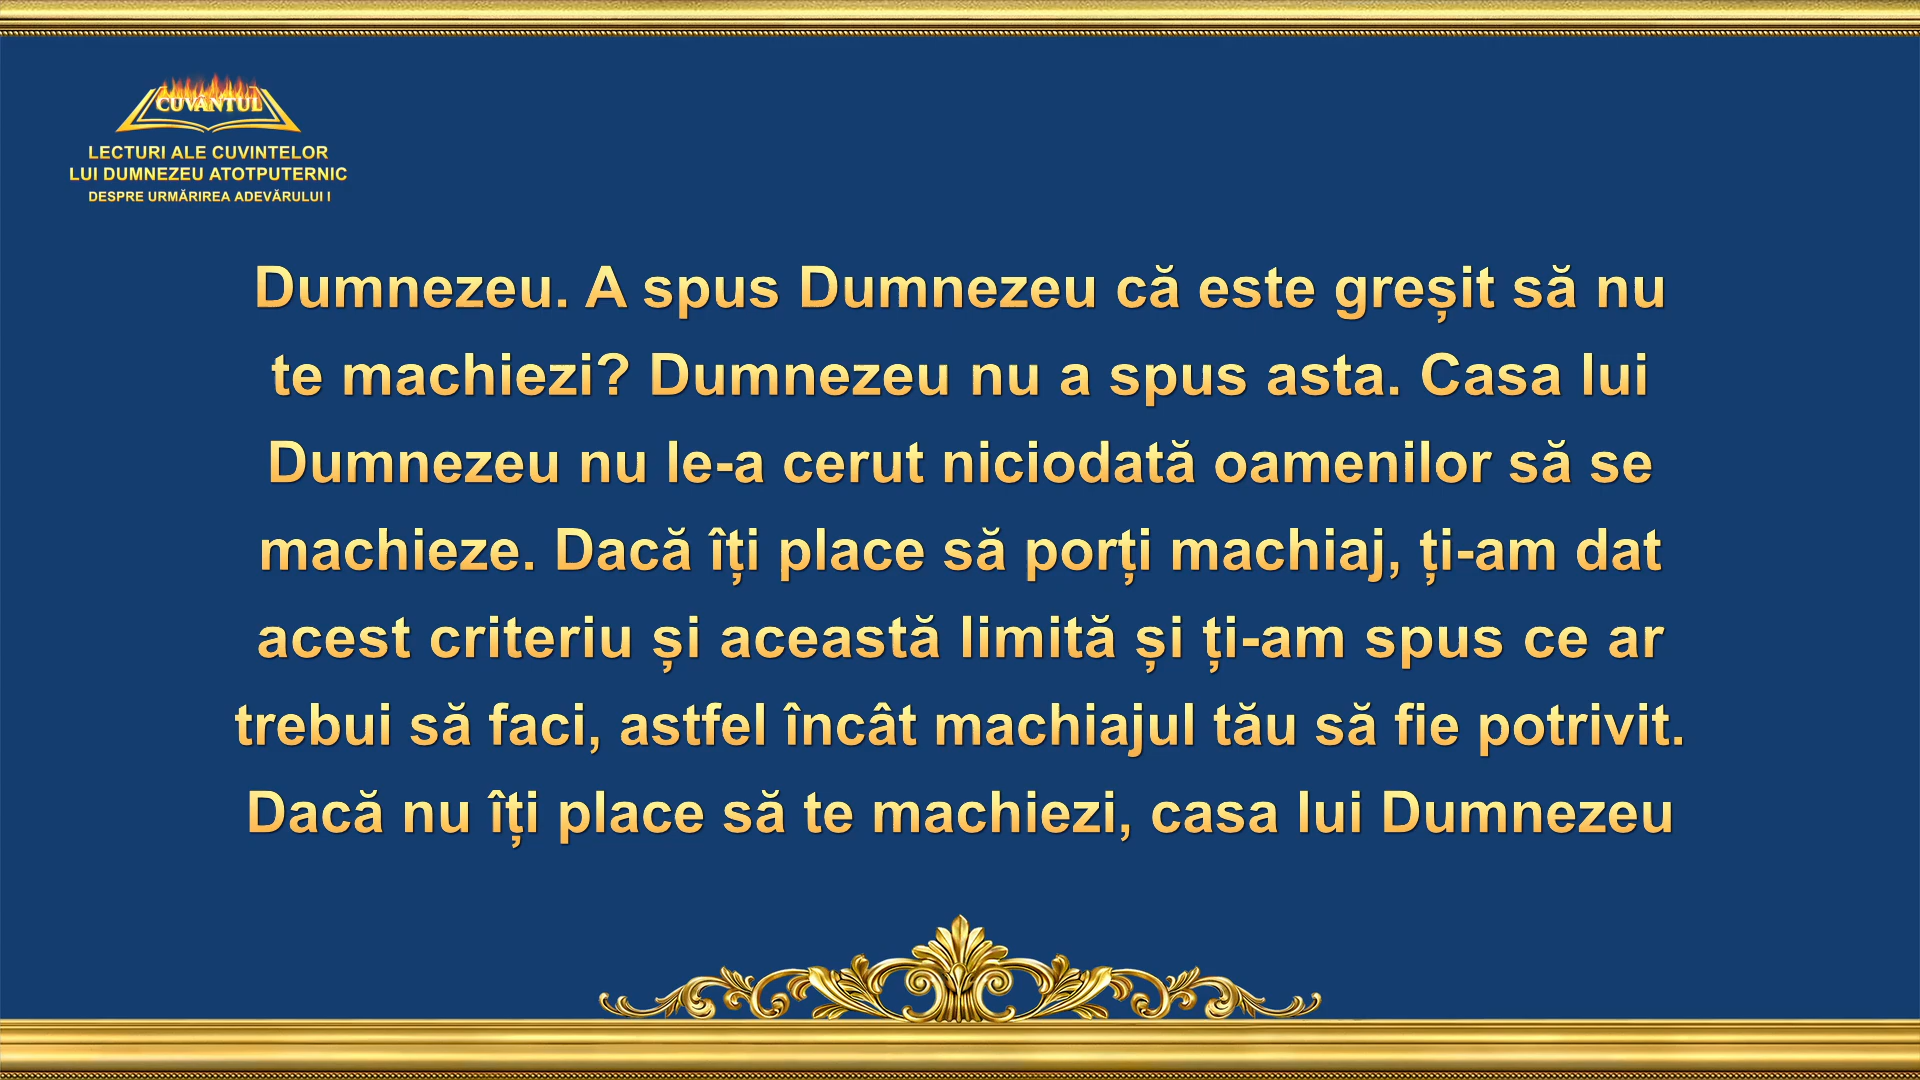 CUVÂNTUL
LECTURI ALE CUVINTELOR
LUI DUMNEZEU ATOTPUTERNIC
DESPRE URMĂRIREA ADEVĂRULUI I
Dumnezeu. A spus Dumnezeu că este greșit să nu
te machiezi? Dumnezeu nu a spus asta. Casa lui
Dumnezeu nu le-a cerut niciodată oamenilor să se
machieze. Dacă îți place să porți machiaj, ți-am dat
acest criteriu și această limită și ți-am spus ce ar
trebui să faci, astfel încât machiajul tău să fie potrivit.
Dacă nu îți place să te machiezi, casa lui Dumnezeu